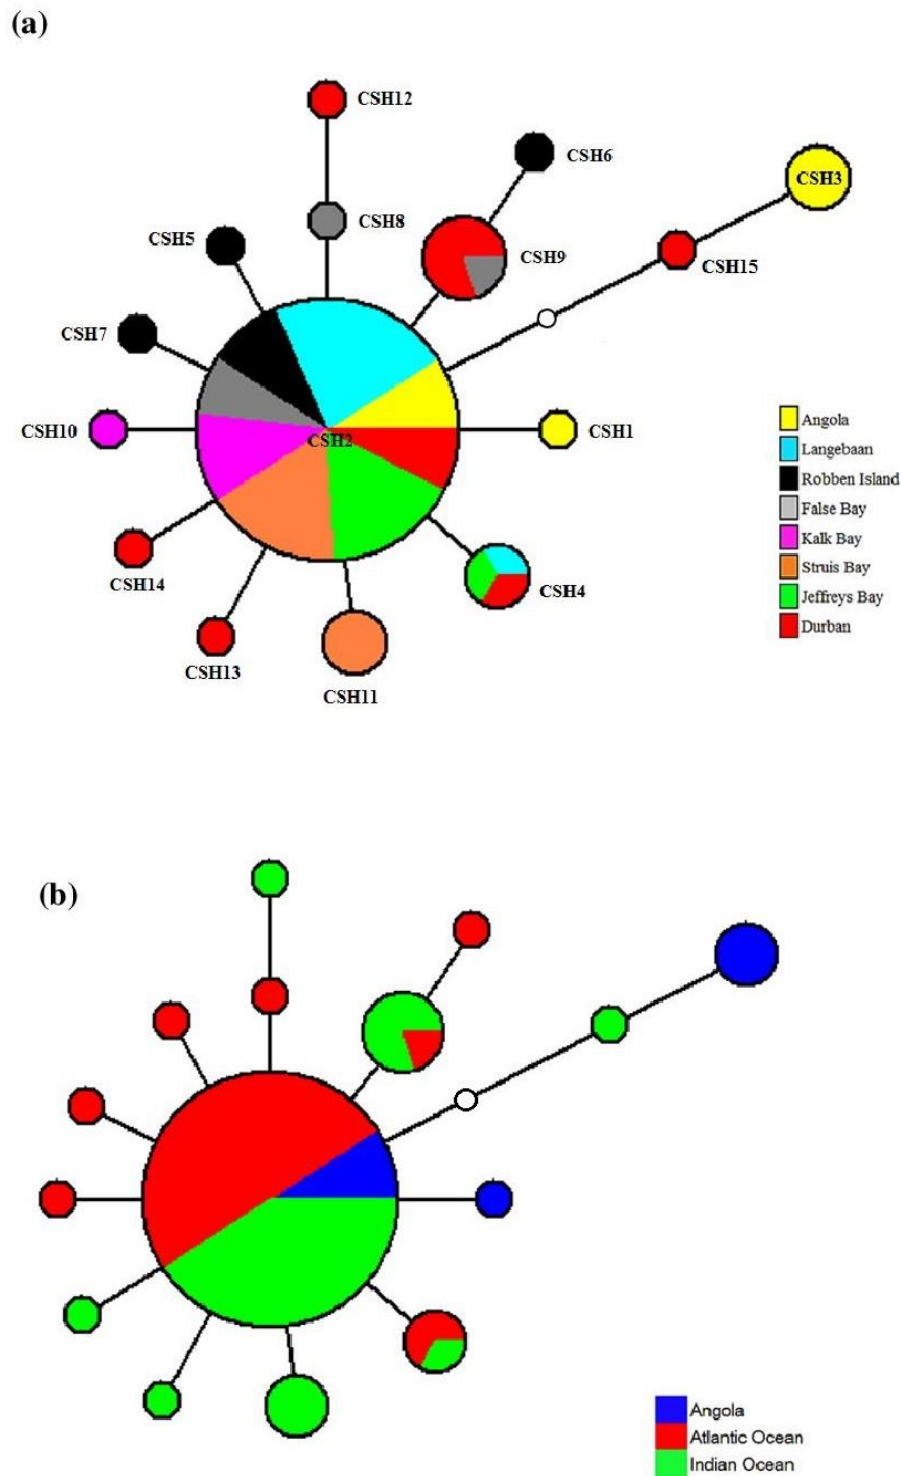 (a)
CSH12
CSH6
CSH3
CSH8
CSH5
CSH9
CSH15
CSH7
CSH10
CSH2
CSH1
Angola
Langebaan
Robben Island
False Bay
Kalk Bay
Struis Bay
Jeffreys Bay
Durban
CSH14
CSH4
CSH13
CSH11
(b)
Angola
Atlantic Ocean
Indian Ocean